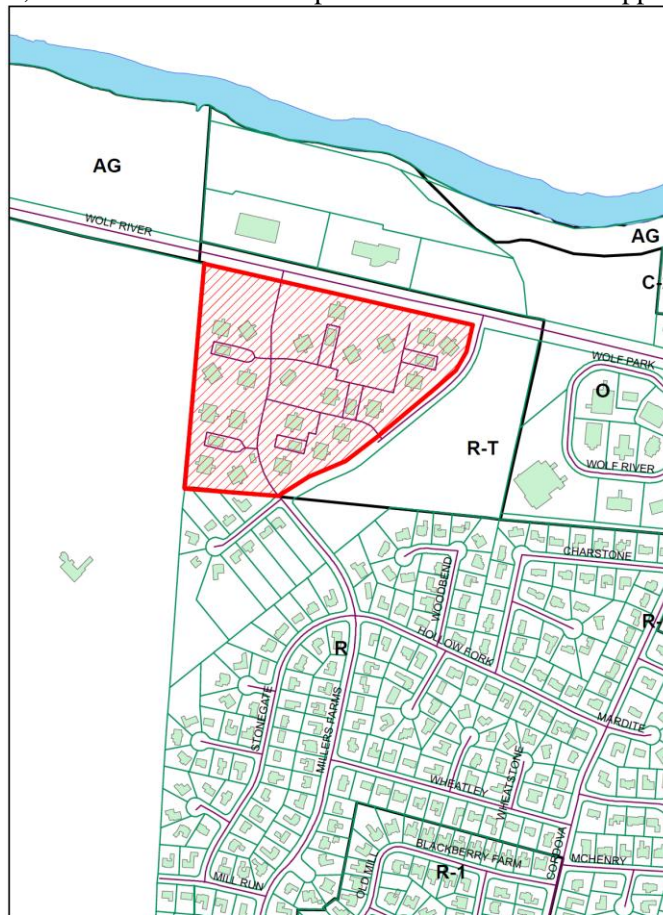 AG
WOLF RIVER
AG
C-
WOLF PARK
O
R-T
WOLF RIVER
CHARSTONE
WOODBEND
R-
HOLLOW FORK
R
MARDITE
STONEGATE
MILLERS FARMS
WHEATLEY
WHEATSTONE
CORDOVA
BLACKBERRY FARM
MCHENRY
OLD MILL
R-1
MILL RUN